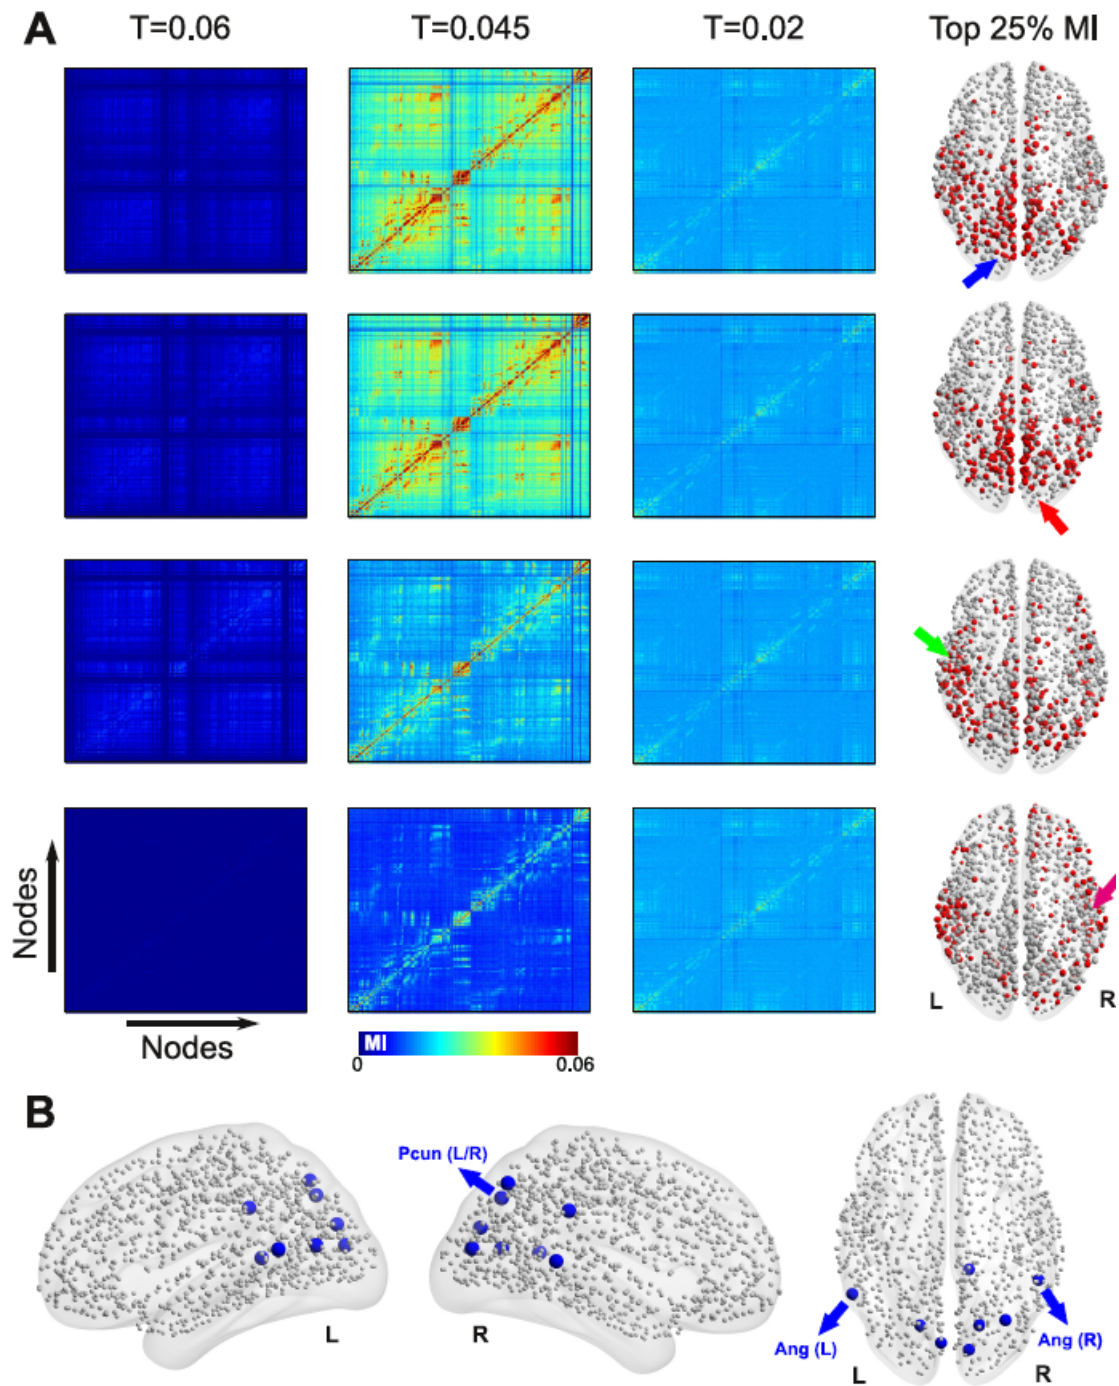 A
T=0.06 T=0.045 T=0.02 Top 25% MI
Nodes
Nodes
MI
0 0.06
L R
B
Pcun (L/R)
L
R
Ang (L)
Ang (R)
L R